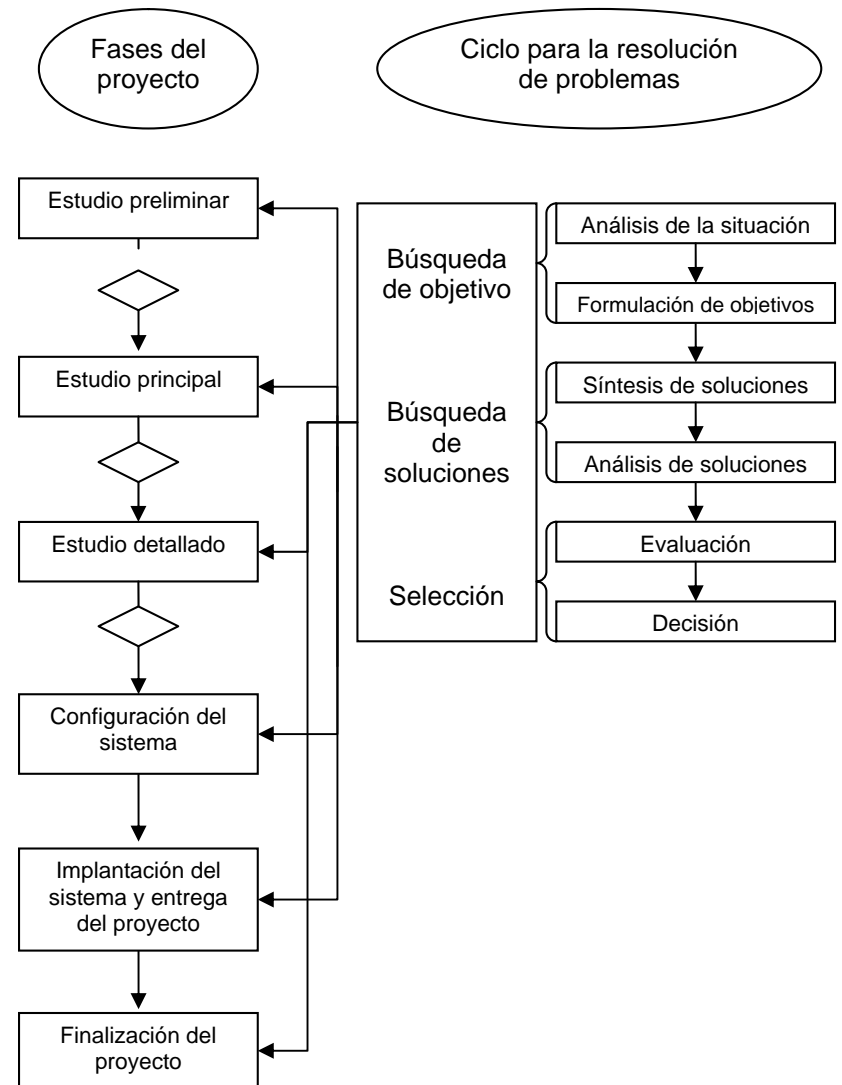 Fases del
proyecto
Ciclo para la resolución
de problemas
Estudio preliminar
Estudio principal
Estudio detallado
Configuración del
sistema
Implantación del
sistema y entrega
del proyecto
Finalización del
proyecto
Búsqueda
de objetivo
Búsqueda
de
soluciones
Selección
Análisis de la situación
Formulación de objetivos
Síntesis de soluciones
Análisis de soluciones
Evaluación
Decisión